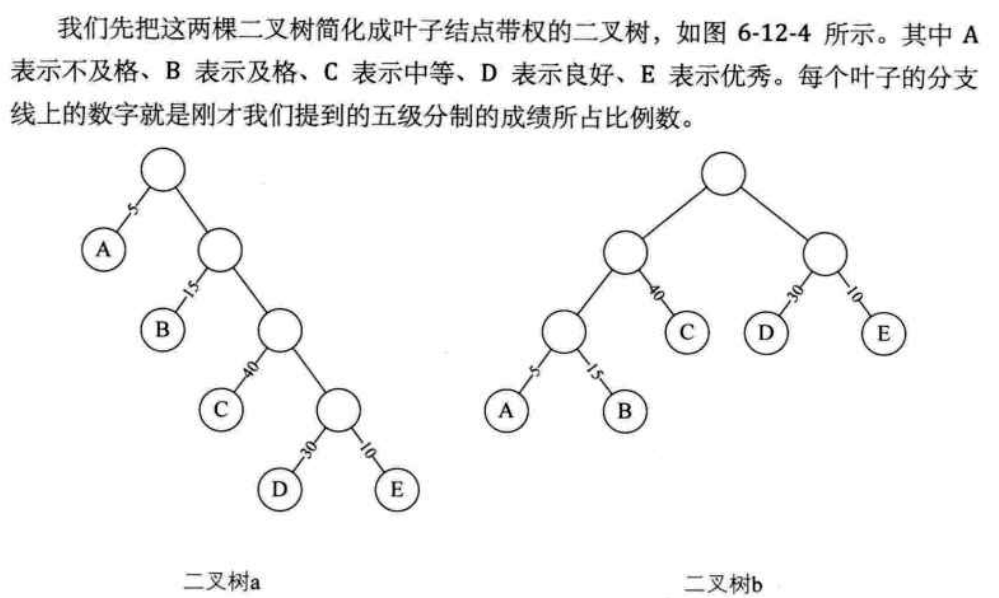 我们先把这两棵二叉树简化成叶子结点带权的二叉树，如图 6-12-4 所示。其中 A
表示不及格、B 表示及格、C 表示中等、D 表示良好、E 表示优秀。每个叶子的分支
线上的数字就是刚才我们提到的五级分制的成绩所占比例数。
5
A
15
B
40
C
30
10
D
E
二叉树a
40
30
10
C
D
E
5
15
A
B
二叉树b